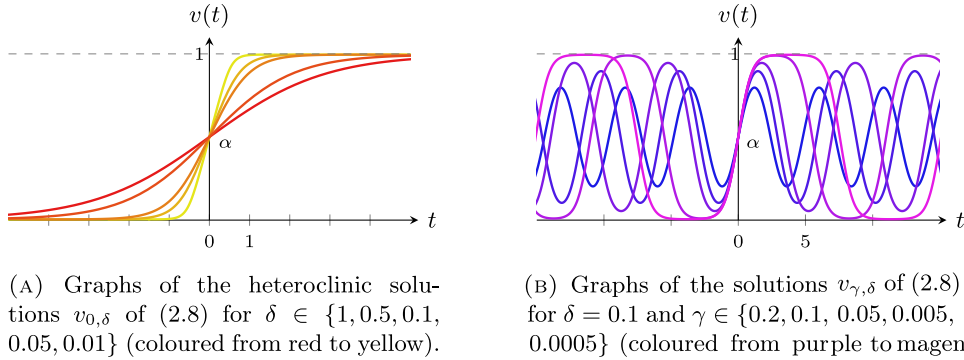 v(t)
1
α
t
0
1
v(t)
1
α
t
0
5
(A) Graphs of the heteroclinic solu-
tions v₀,δ of (2.8) for δ ∈ {1, 0.5, 0.1,
0.05, 0.01} (coloured from red to yellow).
(B) Graphs of the solutions vγ,δ of (2.8)
for δ = 0.1 and γ ∈ {0.2, 0.1, 0.05, 0.005,
0.0005} (coloured from purple to magen